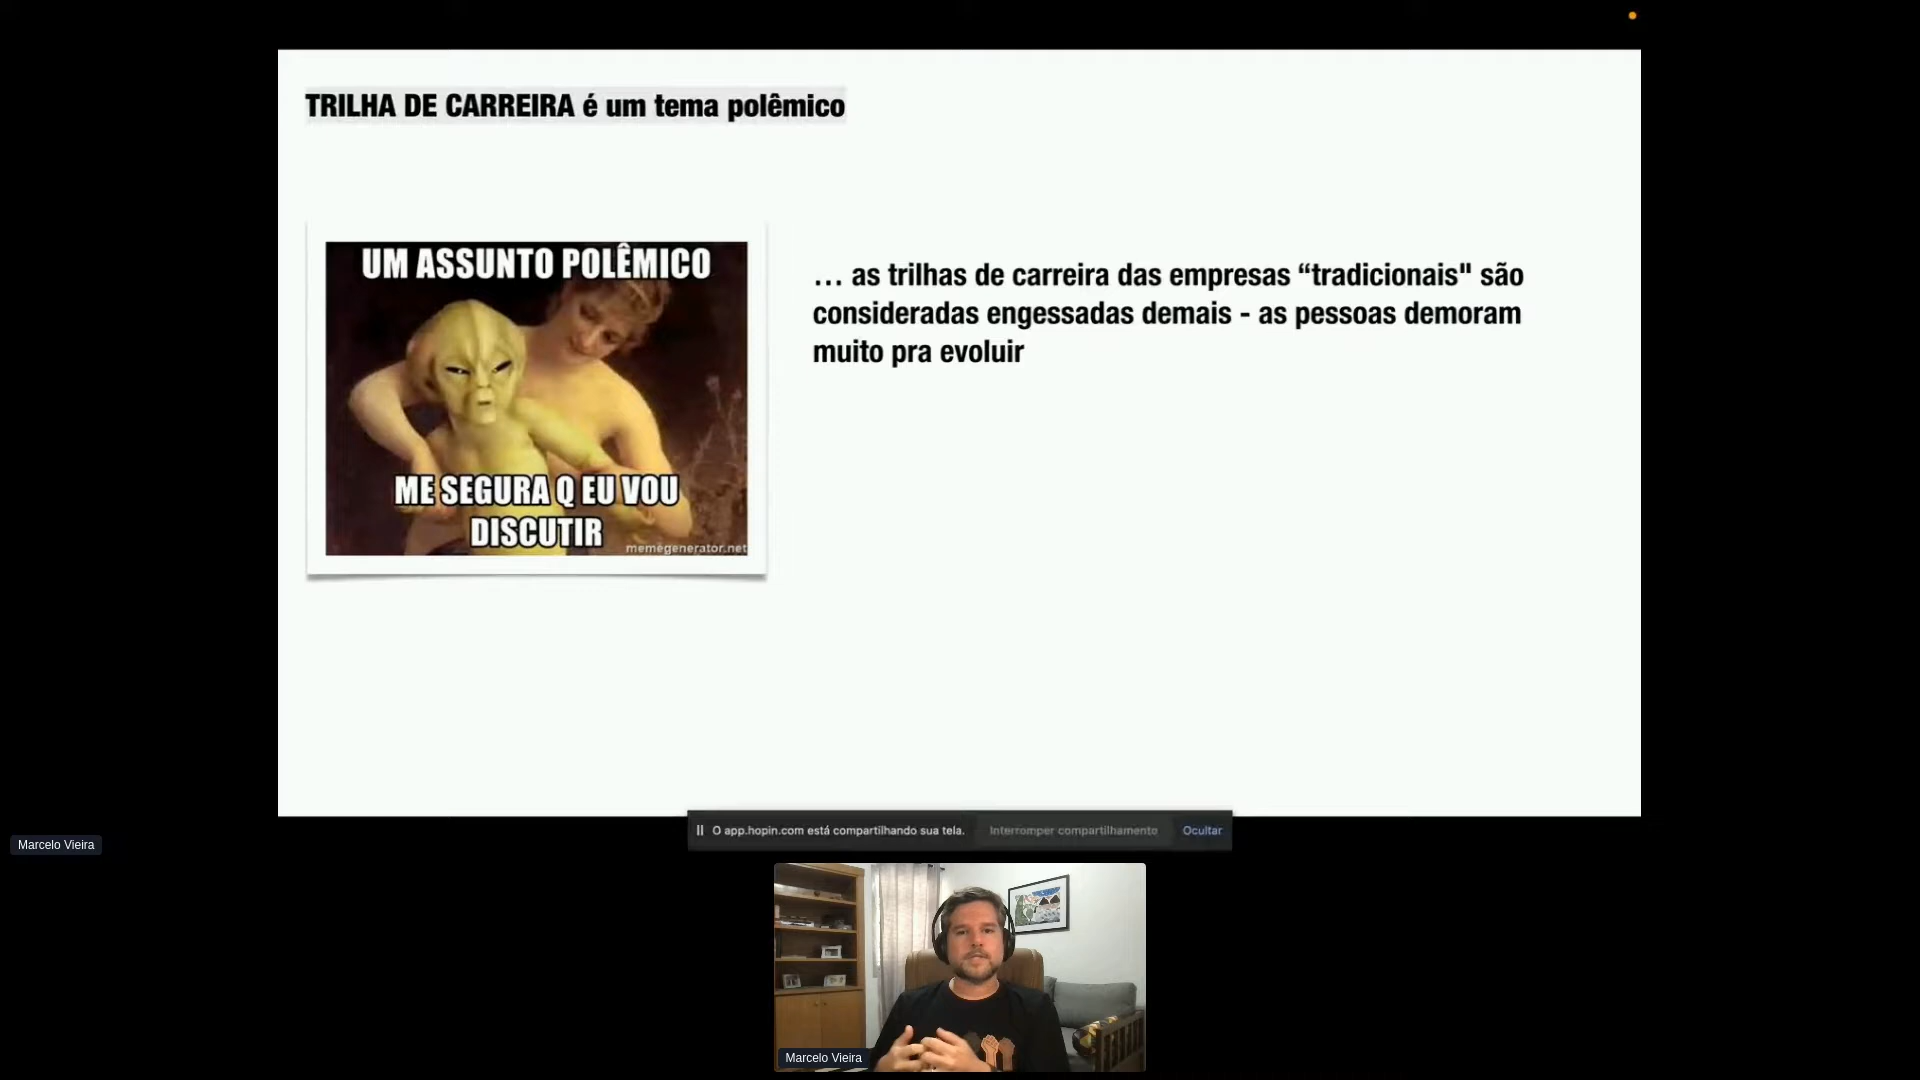 TRILHA DE CARREIRA é um tema polêmico
UM ASSUNTO POLÊMICO
ME SEGURA Q EU VOU
DISCUTIR
memegenerator.net
… as trilhas de carreira das empresas “tradicionais" são
consideradas engessadas demais - as pessoas demoram
muito pra evoluir
O app.hopin.com está compartilhando sua tela.
Interromper compartilhamento
Ocultar
Marcelo Vieira
Marcelo Vieira